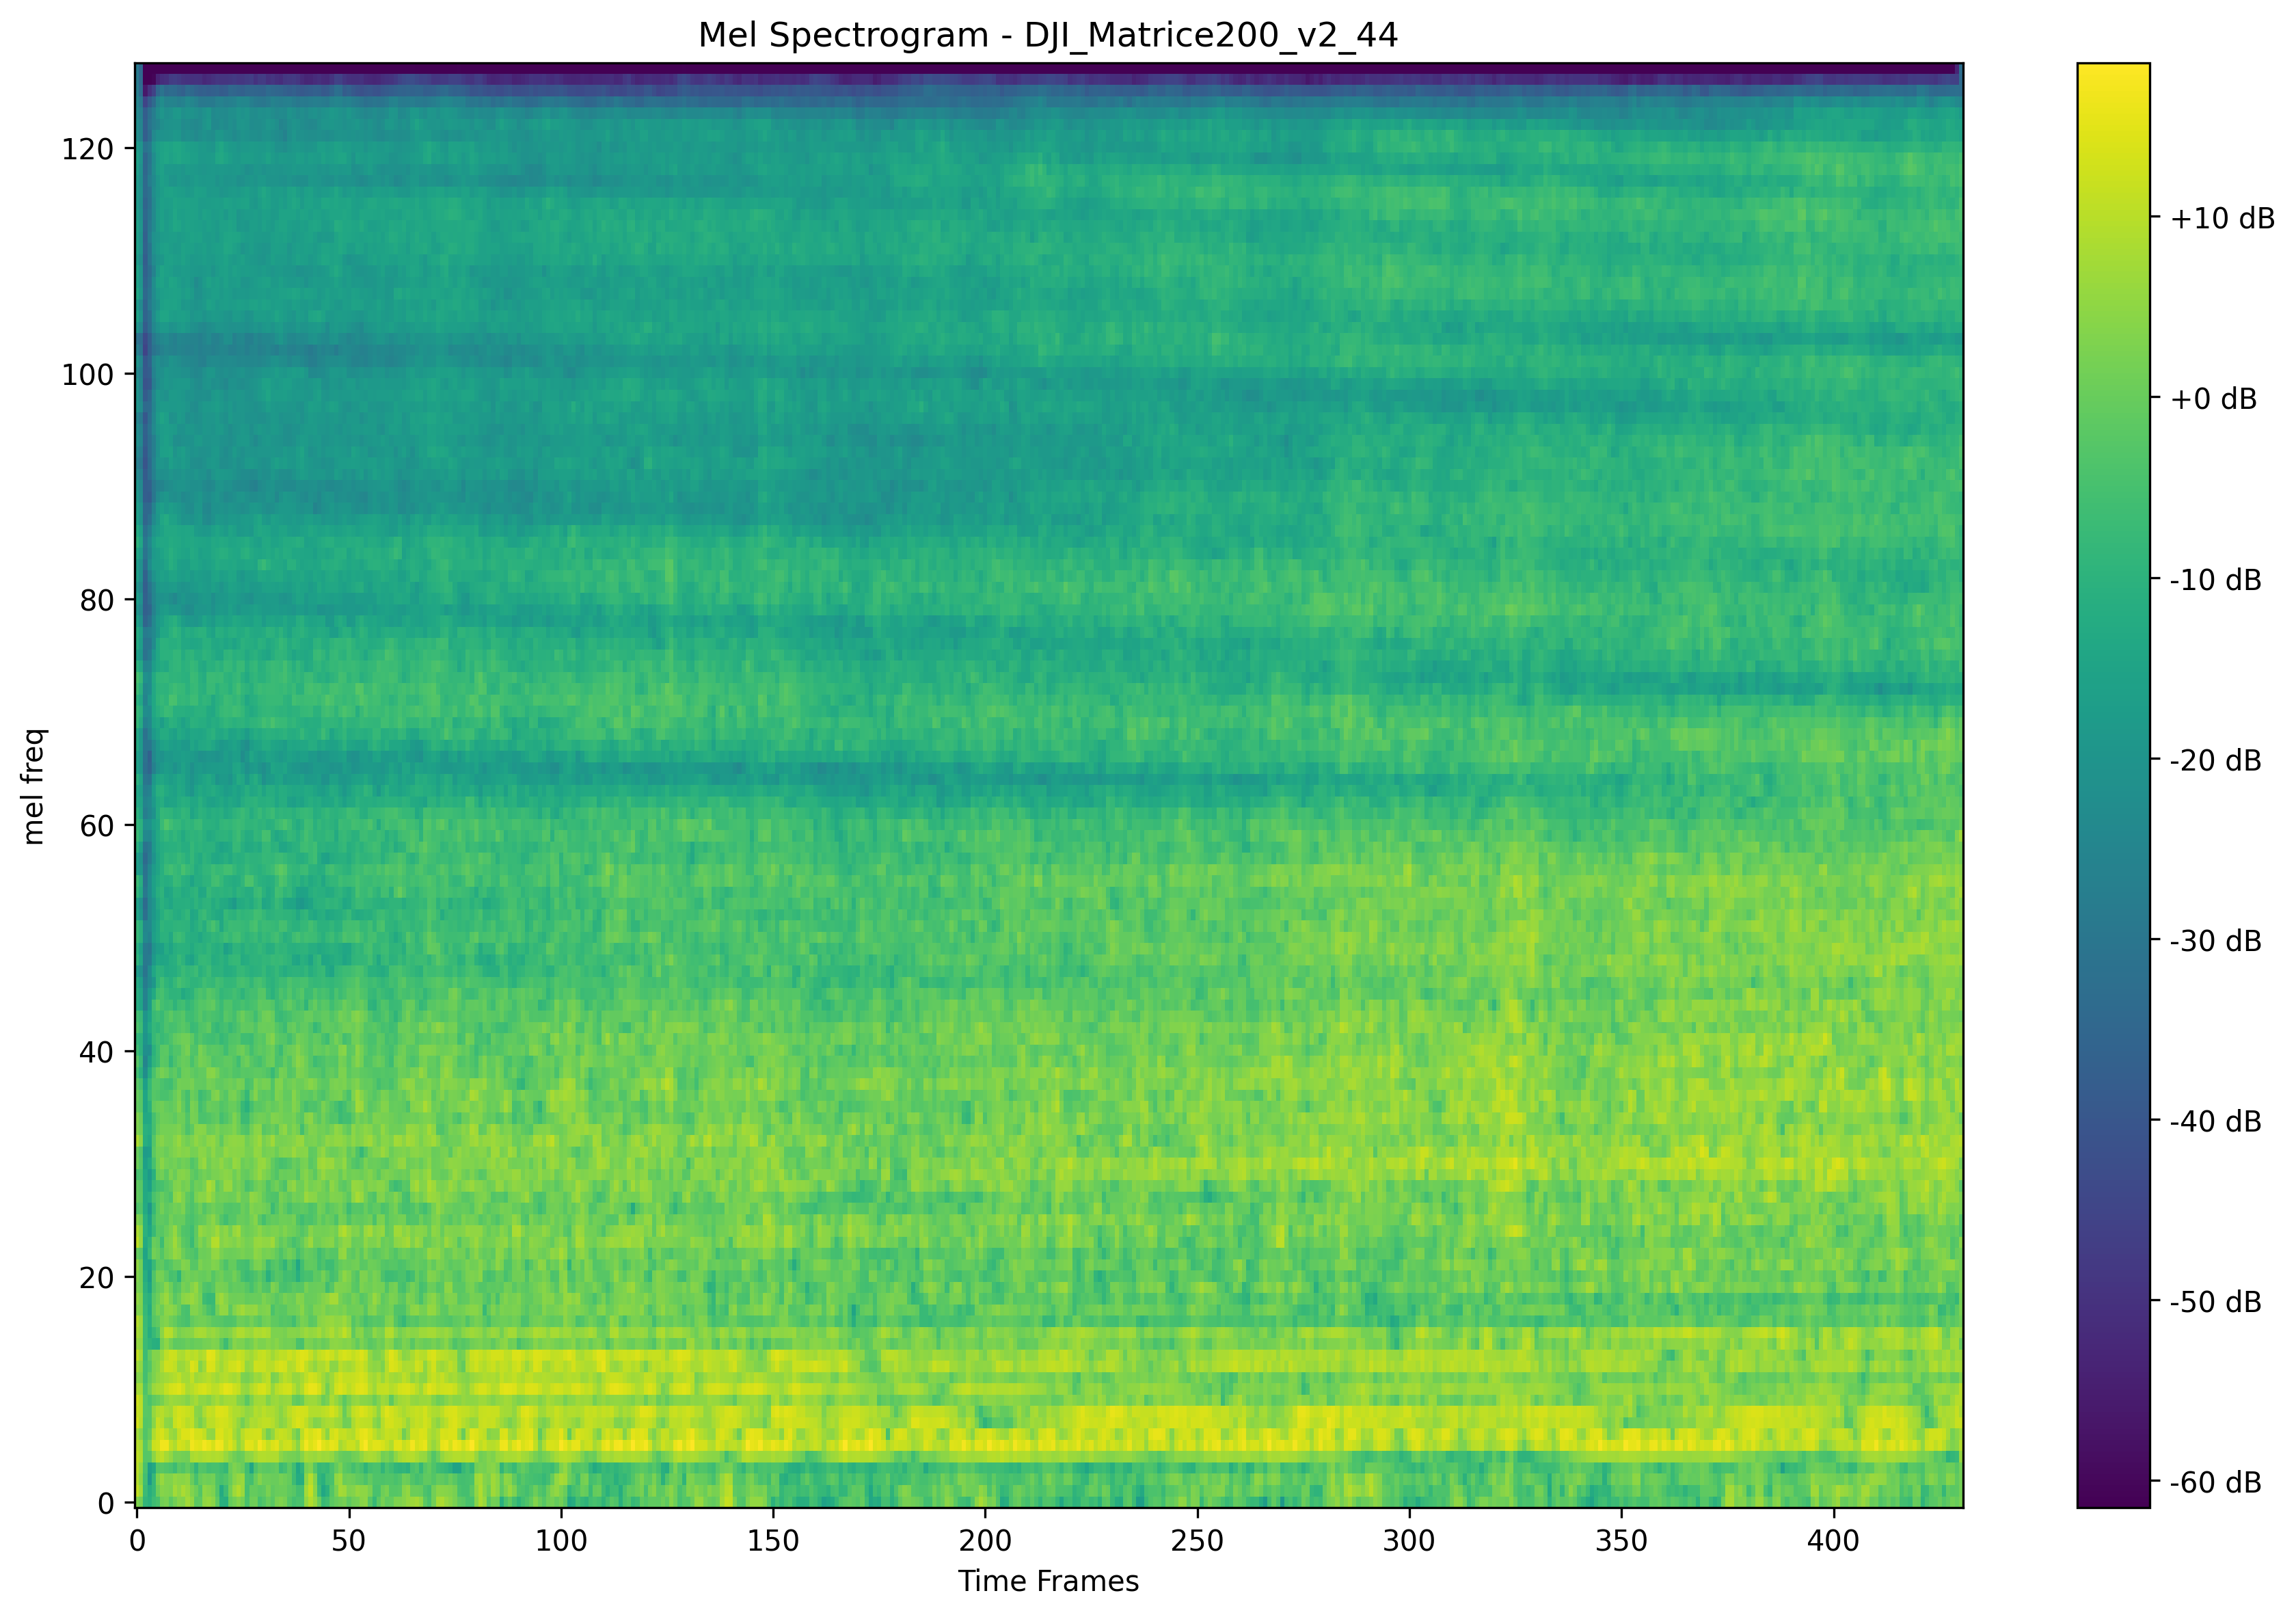 Mel Spectrogram - DJI_Matrice200_v2_44
mel freq
120
100
80
60
40
20
0
0 50 100 150 200 250 300 350 400
Time Frames
+10 dB
+0 dB
-10 dB
-20 dB
-30 dB
-40 dB
-50 dB
-60 dB